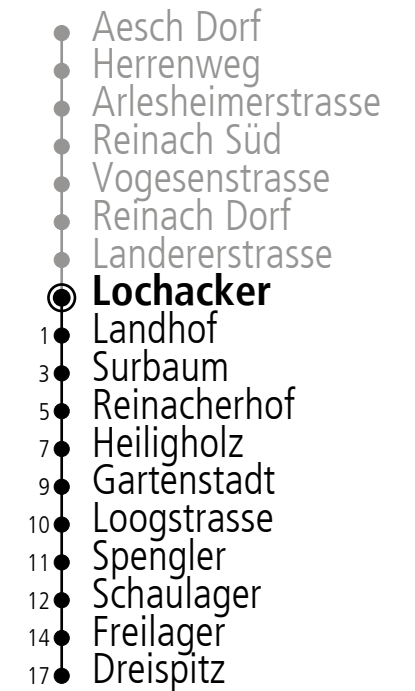 Aesch Dorf
Herrenweg
Arlesheimerstrasse
Reinach Süd
Vogesenstrasse
Reinach Dorf
Landererstrasse
Lochacker
1 Landhof
3 Surbaum
5 Reinacherhof
7 Heiligholz
9 Gartenstadt
10 Loogstrasse
11 Spengler
12 Schaulager
14 Freilager
17 Dreispitz